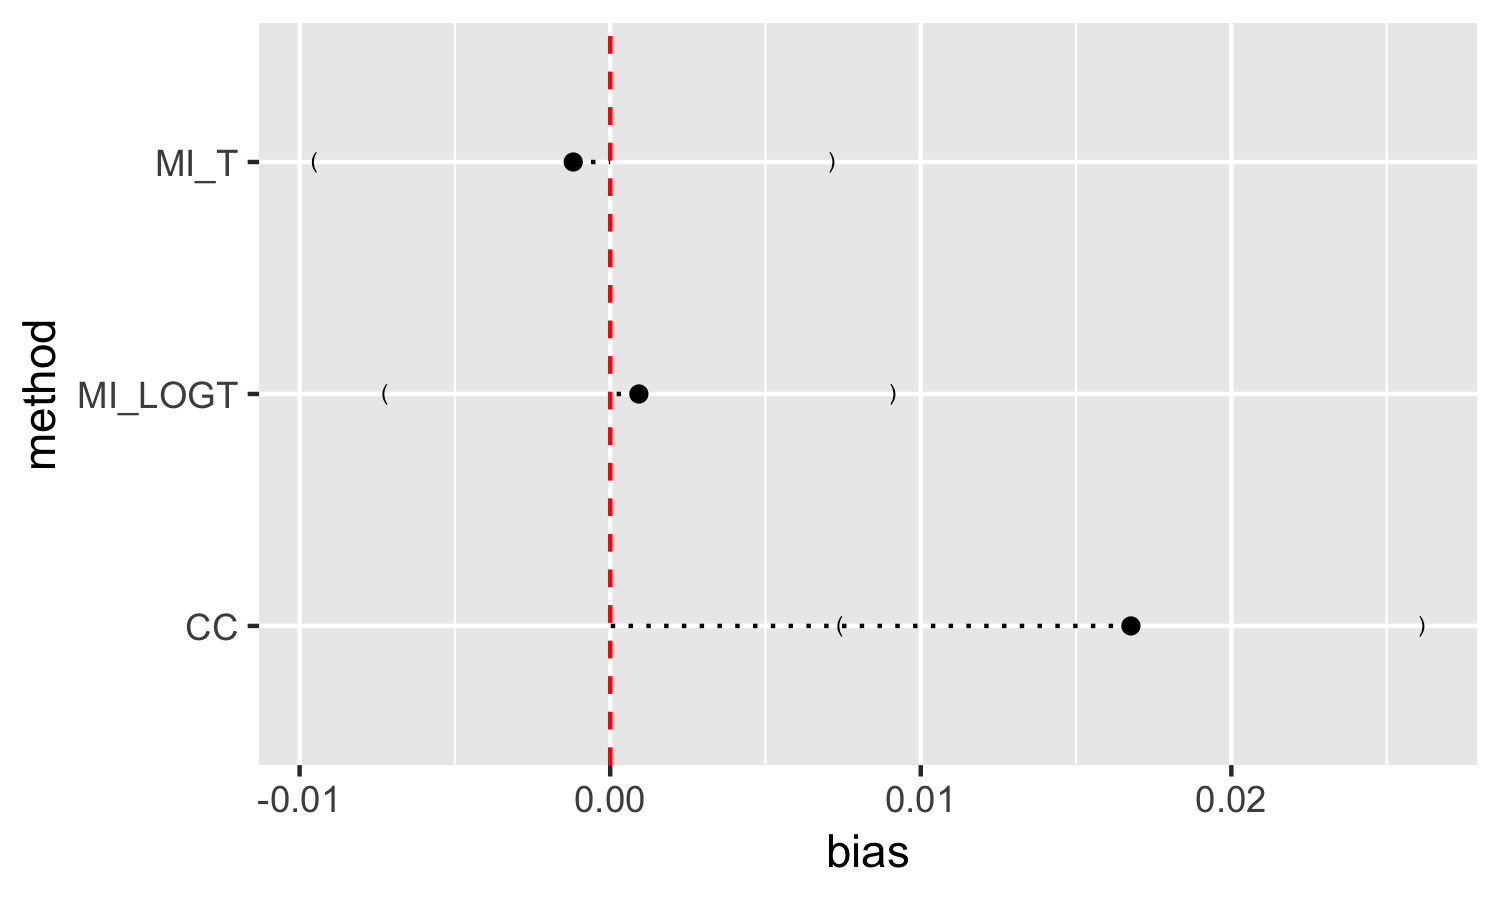 MI_T
( )
MI_LOGT
( )
CC
( )
method
-0.01 0.00 0.01 0.02
bias